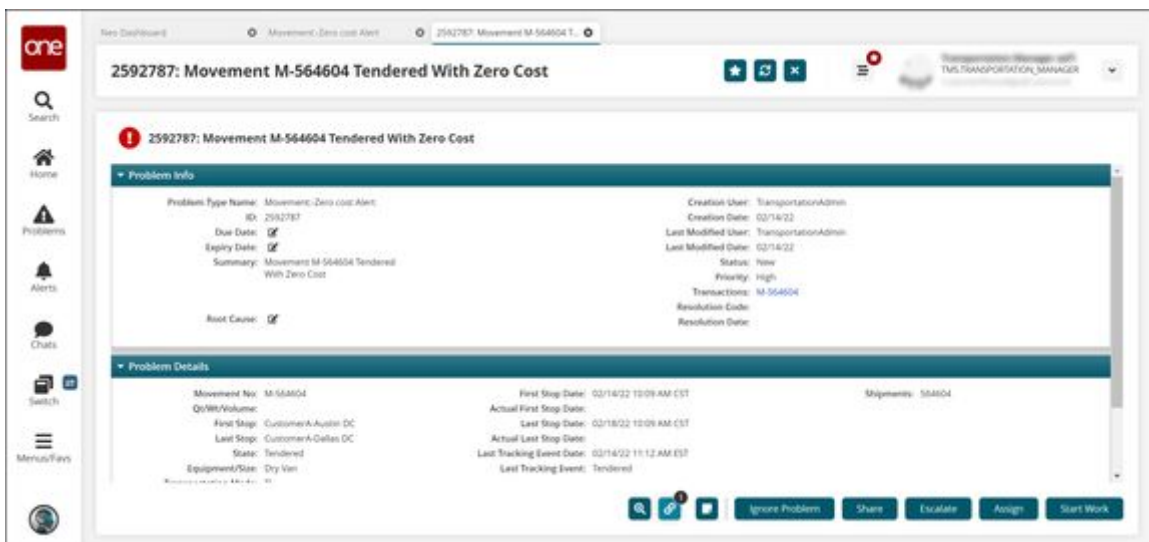 one
Neo Dashboard
Movement:-Zero cost Alert
2592787: Movement M-564604 T...
2592787: Movement M-564604 Tendered With Zero Cost
TMS.TRANSPORTATION_MANAGER
Search
Home
Problems
Alerts
Chats
Switch
Menus/Favs
2592787: Movement M-564604 Tendered With Zero Cost
Problem Info
Problem Type Name: Movement:-Zero cost Alert
ID: 2592787
Due Date:
Expiry Date:
Summary: Movement M-564604 Tendered
With Zero Cost
Root Cause:
Creation User: TransportationAdmin
Creation Date: 02/14/22
Last Modified User: TransportationAdmin
Last Modified Date: 02/14/22
Status: New
Priority: High
Transactions: M-564604
Resolution Code:
Resolution Date:
Problem Details
Movement No: M-564604
Qt/Wt/Volume:
First Stop: CustomerA-Austin DC
Last Stop: CustomerA-Dallas DC
State: Tendered
Equipment/Size: Dry Van
First Stop Date: 02/14/22 10:09 AM CST
Actual First Stop Date:
Last Stop Date: 02/18/22 10:09 AM CST
Actual Last Stop Date:
Last Tracking Event Date: 02/14/22 11:12 AM EST
Last Tracking Event: Tendered
Shipments: 564604
1
Ignore Problem
Share
Escalate
Assign
Start Work